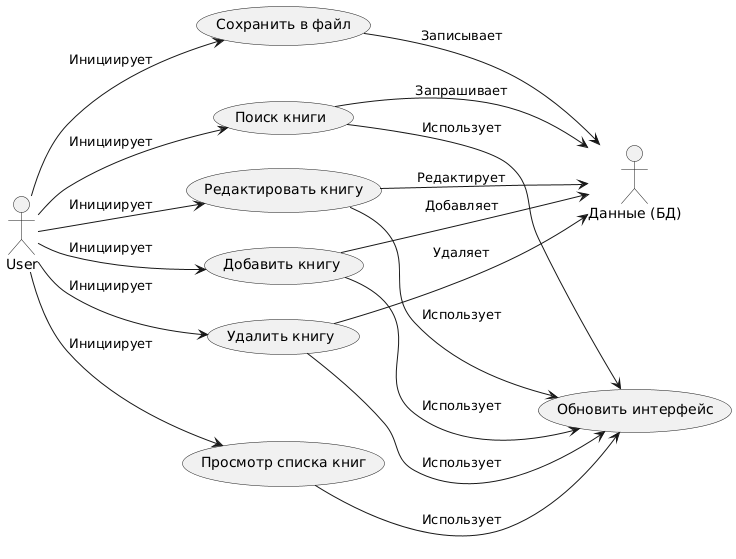 Сохранить в файл
Записывает
Инициирует
Запрашивает
Поиск книги
Использует
Инициирует
Редактировать книгу
Редактирует
Инициирует
Добавляет
Данные (БД)
Инициирует
Удаляет
User
Добавить книгу
Инициирует
Использует
Удалить книгу
Инициирует
Использует
Обновить интерфейс
Просмотр списка книг
Использует
Использует